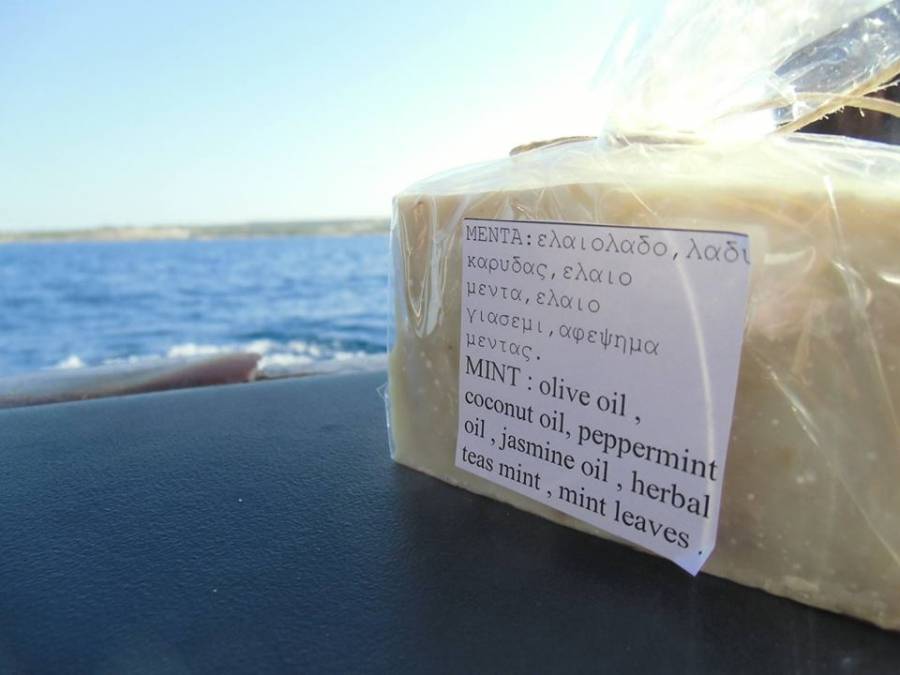 ΜΕΝΤΑ:ελαιολαδο,λαδι
καρυδας,ελαιο
μεντα,ελαιο
γιασεμι,αφεψημα
μεντας.
MINT : olive oil ,
coconut oil, peppermint
oil , jasmine oil , herbal
teas mint , mint leaves .